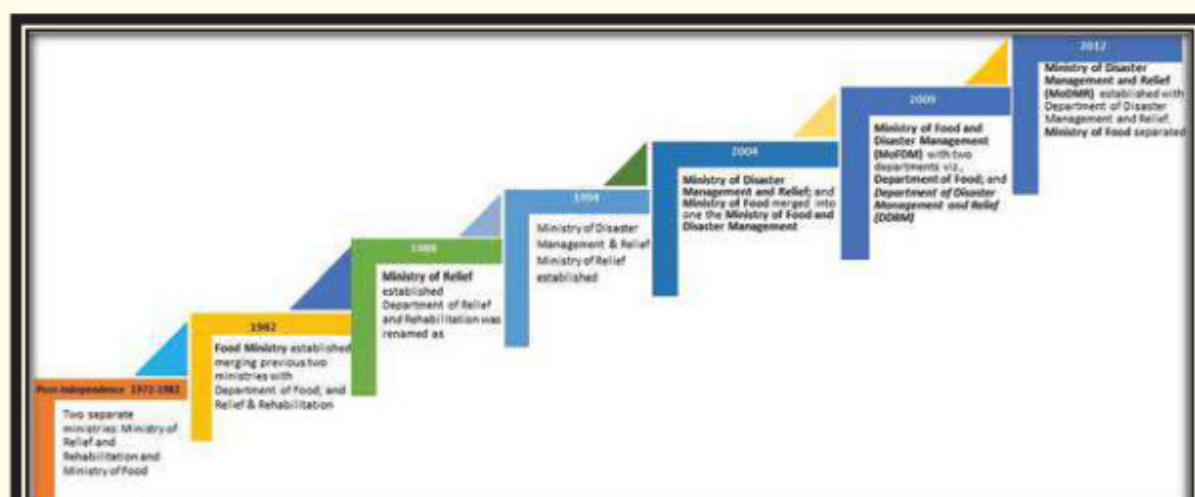 Post-Independence 1972-1982
Two separate
ministries: Ministry of
Relief and
Rehabilitation and
Ministry of Food
1982
Food Ministry established
merging previous two
ministries with
Department of Food, and
Relief & Rehabilitation
1988
Ministry of Relief
established
Department of Relief
and Rehabilitation was
renamed as
1994
Ministry of Disaster
Management & Relief
Ministry of Relief
established
2004
Ministry of Disaster
Management and Relief; and
Ministry of Food merged into
one the Ministry of Food and
Disaster Management
2009
Ministry of Food and
Disaster Management
(MoFDM) with two
departments viz.,
Department of Food; and
Department of Disaster
Management and Relief
(DDRM)
2012
Ministry of Disaster
Management and Relief
(MoDMR) established with
Department of Disaster
Management and Relief.
Ministry of Food separated